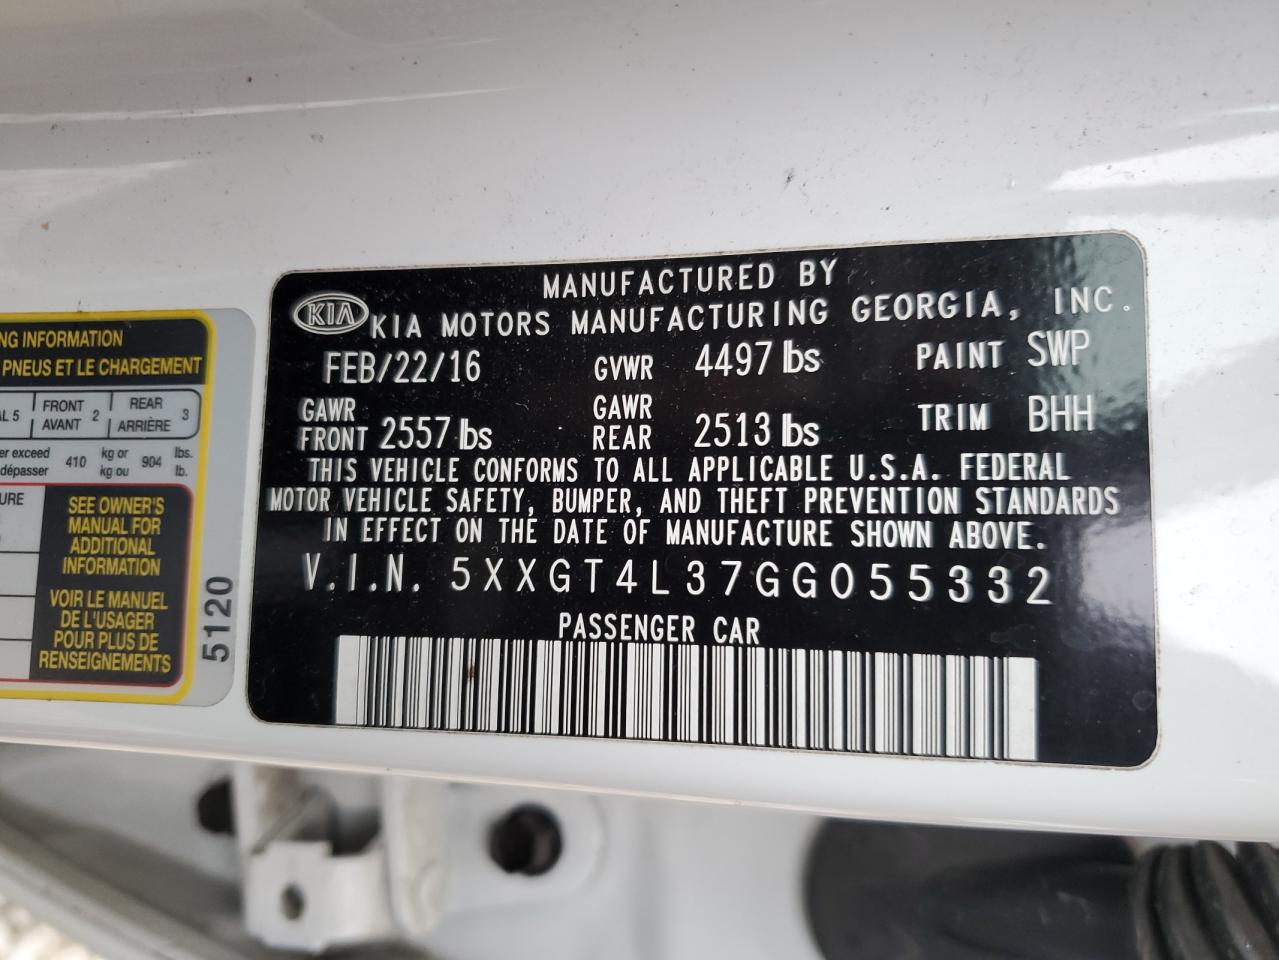 NG INFORMATION
PNEUS ET LE CHARGEMENT
AL 5 FRONT AVANT 2 REAR ARRIÈRE 3
er exceed
dépasser 410 kg or kg ou 904 lbs. lb.
URE
SEE OWNER'S
MANUAL FOR
ADDITIONAL
INFORMATION
VOIR LE MANUEL
DE L'USAGER
POUR PLUS DE
RENSEIGNEMENTS
5120
MANUFACTURED BY
KIA KIA MOTORS MANUFACTURING GEORGIA, INC.
FEB/22/16 GVWR 4497 lbs PAINT SWP
GAWR FRONT 2557 lbs GAWR REAR 2513 lbs TRIM BHH
THIS VEHICLE CONFORMS TO ALL APPLICABLE U.S.A. FEDERAL
MOTOR VEHICLE SAFETY, BUMPER, AND THEFT PREVENTION STANDARDS
IN EFFECT ON THE DATE OF MANUFACTURE SHOWN ABOVE.
V.I.N. 5XXGT4L37GG055332
PASSENGER CAR